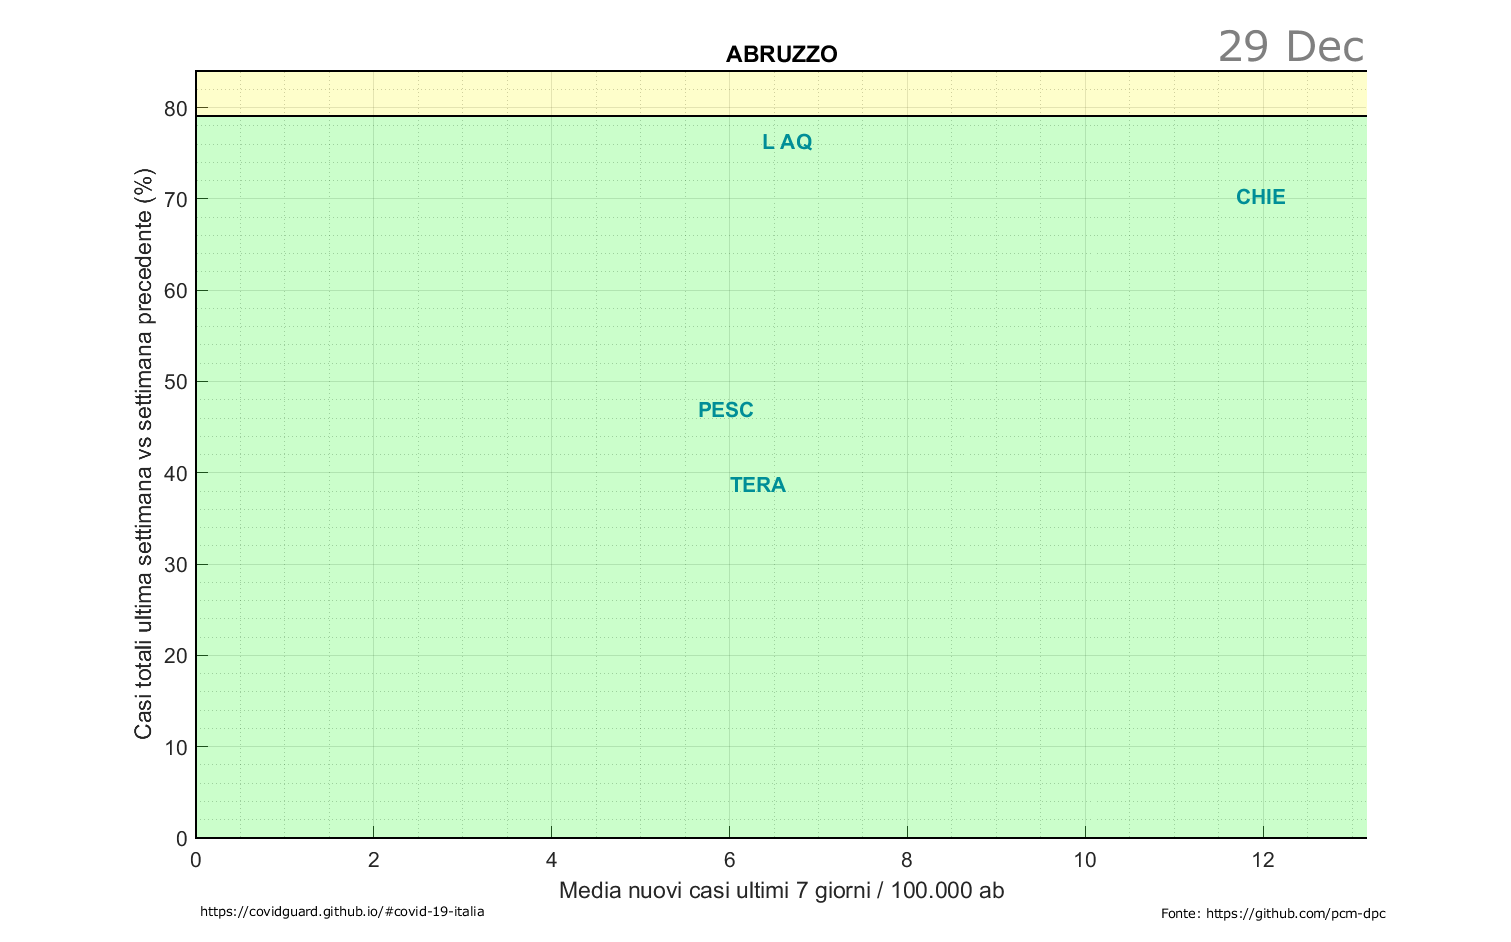 29 Dec
ABRUZZO
Casi totali ultima settimana vs settimana precedente (%)
80
70
60
50
40
30
20
10
0
L AQ
CHIE
PESC
TERA
0 2 4 6 8 10 12
Media nuovi casi ultimi 7 giorni / 100.000 ab
https://covidguard.github.io/#covid-19-italia
Fonte: https://github.com/pcm-dpc